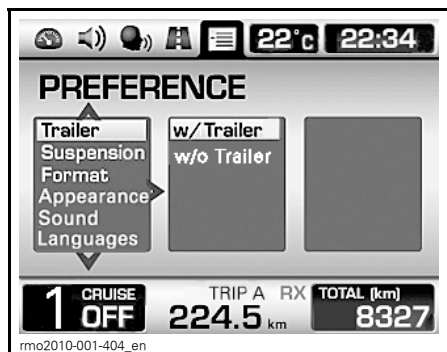 22°c 22:34
PREFERENCE
Trailer
Suspension
Format
Appearance
Sound
Languages
w/Trailer
w/o Trailer
1 CRUISE OFF
TRIP A RX
224.5 km
TOTAL (km)
8327
rmo2010-001-404_en